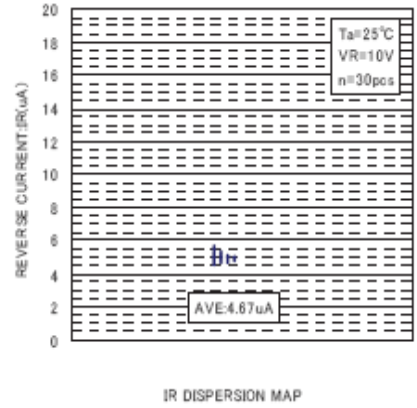 20
18
16
14
12
10
8
6
4
2
0
REVERSE CURRENT:IR(uA)
Ta=25℃
VR=10V
n=30pcs
AVE:4.67uA
IR DISPERSION MAP